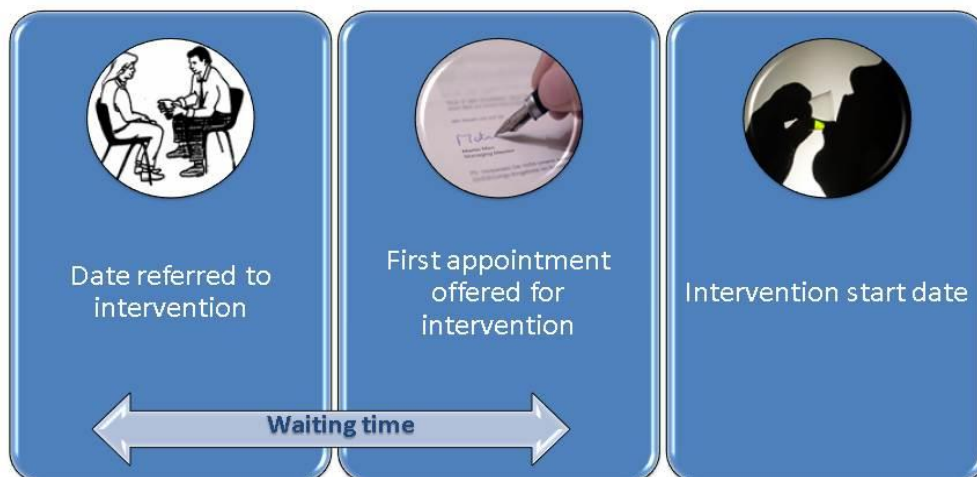 Date referred to
intervention
First appointment
offered for
intervention
Intervention start date
Waiting time